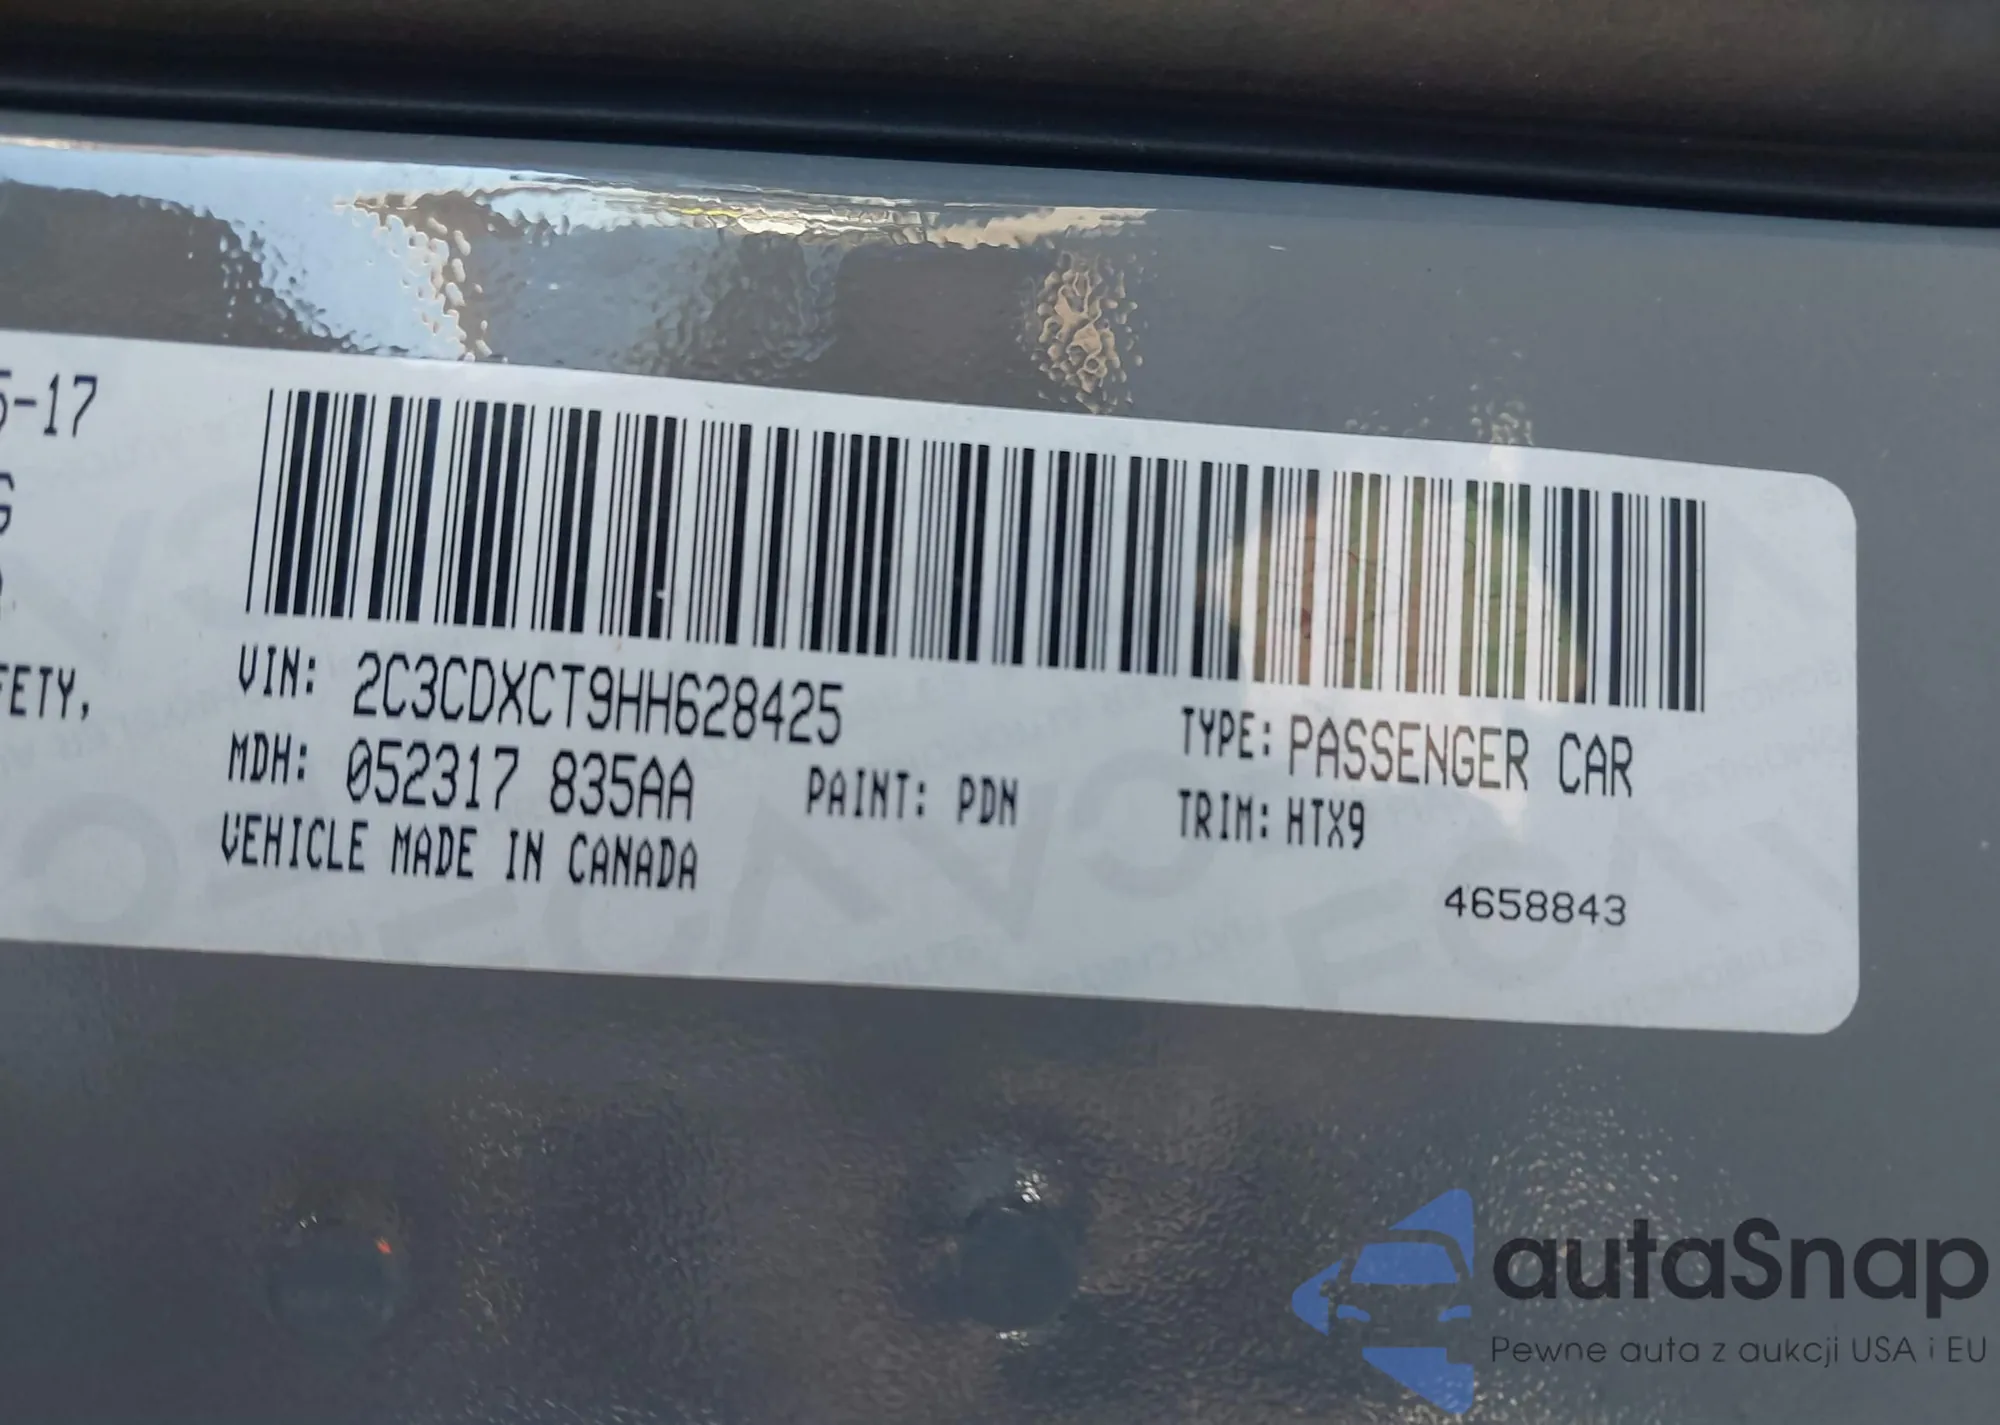 5-17
G
FETY,
VIN: 2C3CDXCT9HH628425
MDH: 052317 835AA
PAINT: PDN
VEHICLE MADE IN CANADA
TYPE: PASSENGER CAR
TRIM: HTX9
4658843
autaSnap
Pewne auta z aukcji USA i EU